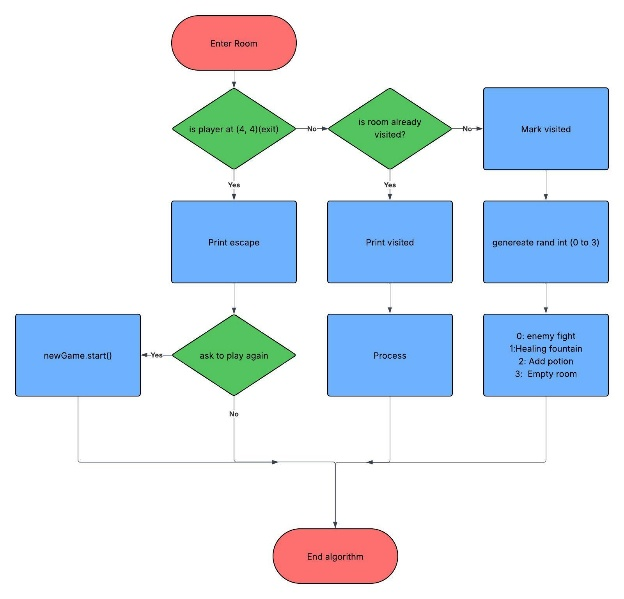 Enter Room
is player at (4, 4)(exit)
No
is room already
visited?
No
Mark visited
Yes
Yes
Print escape
Print visited
genereate rand int (0 to 3)
newGame.start()
Yes
ask to play again
Process
0: enemy fight
1:Healing fountain
2: Add potion
3:  Empty room
No
End algorithm